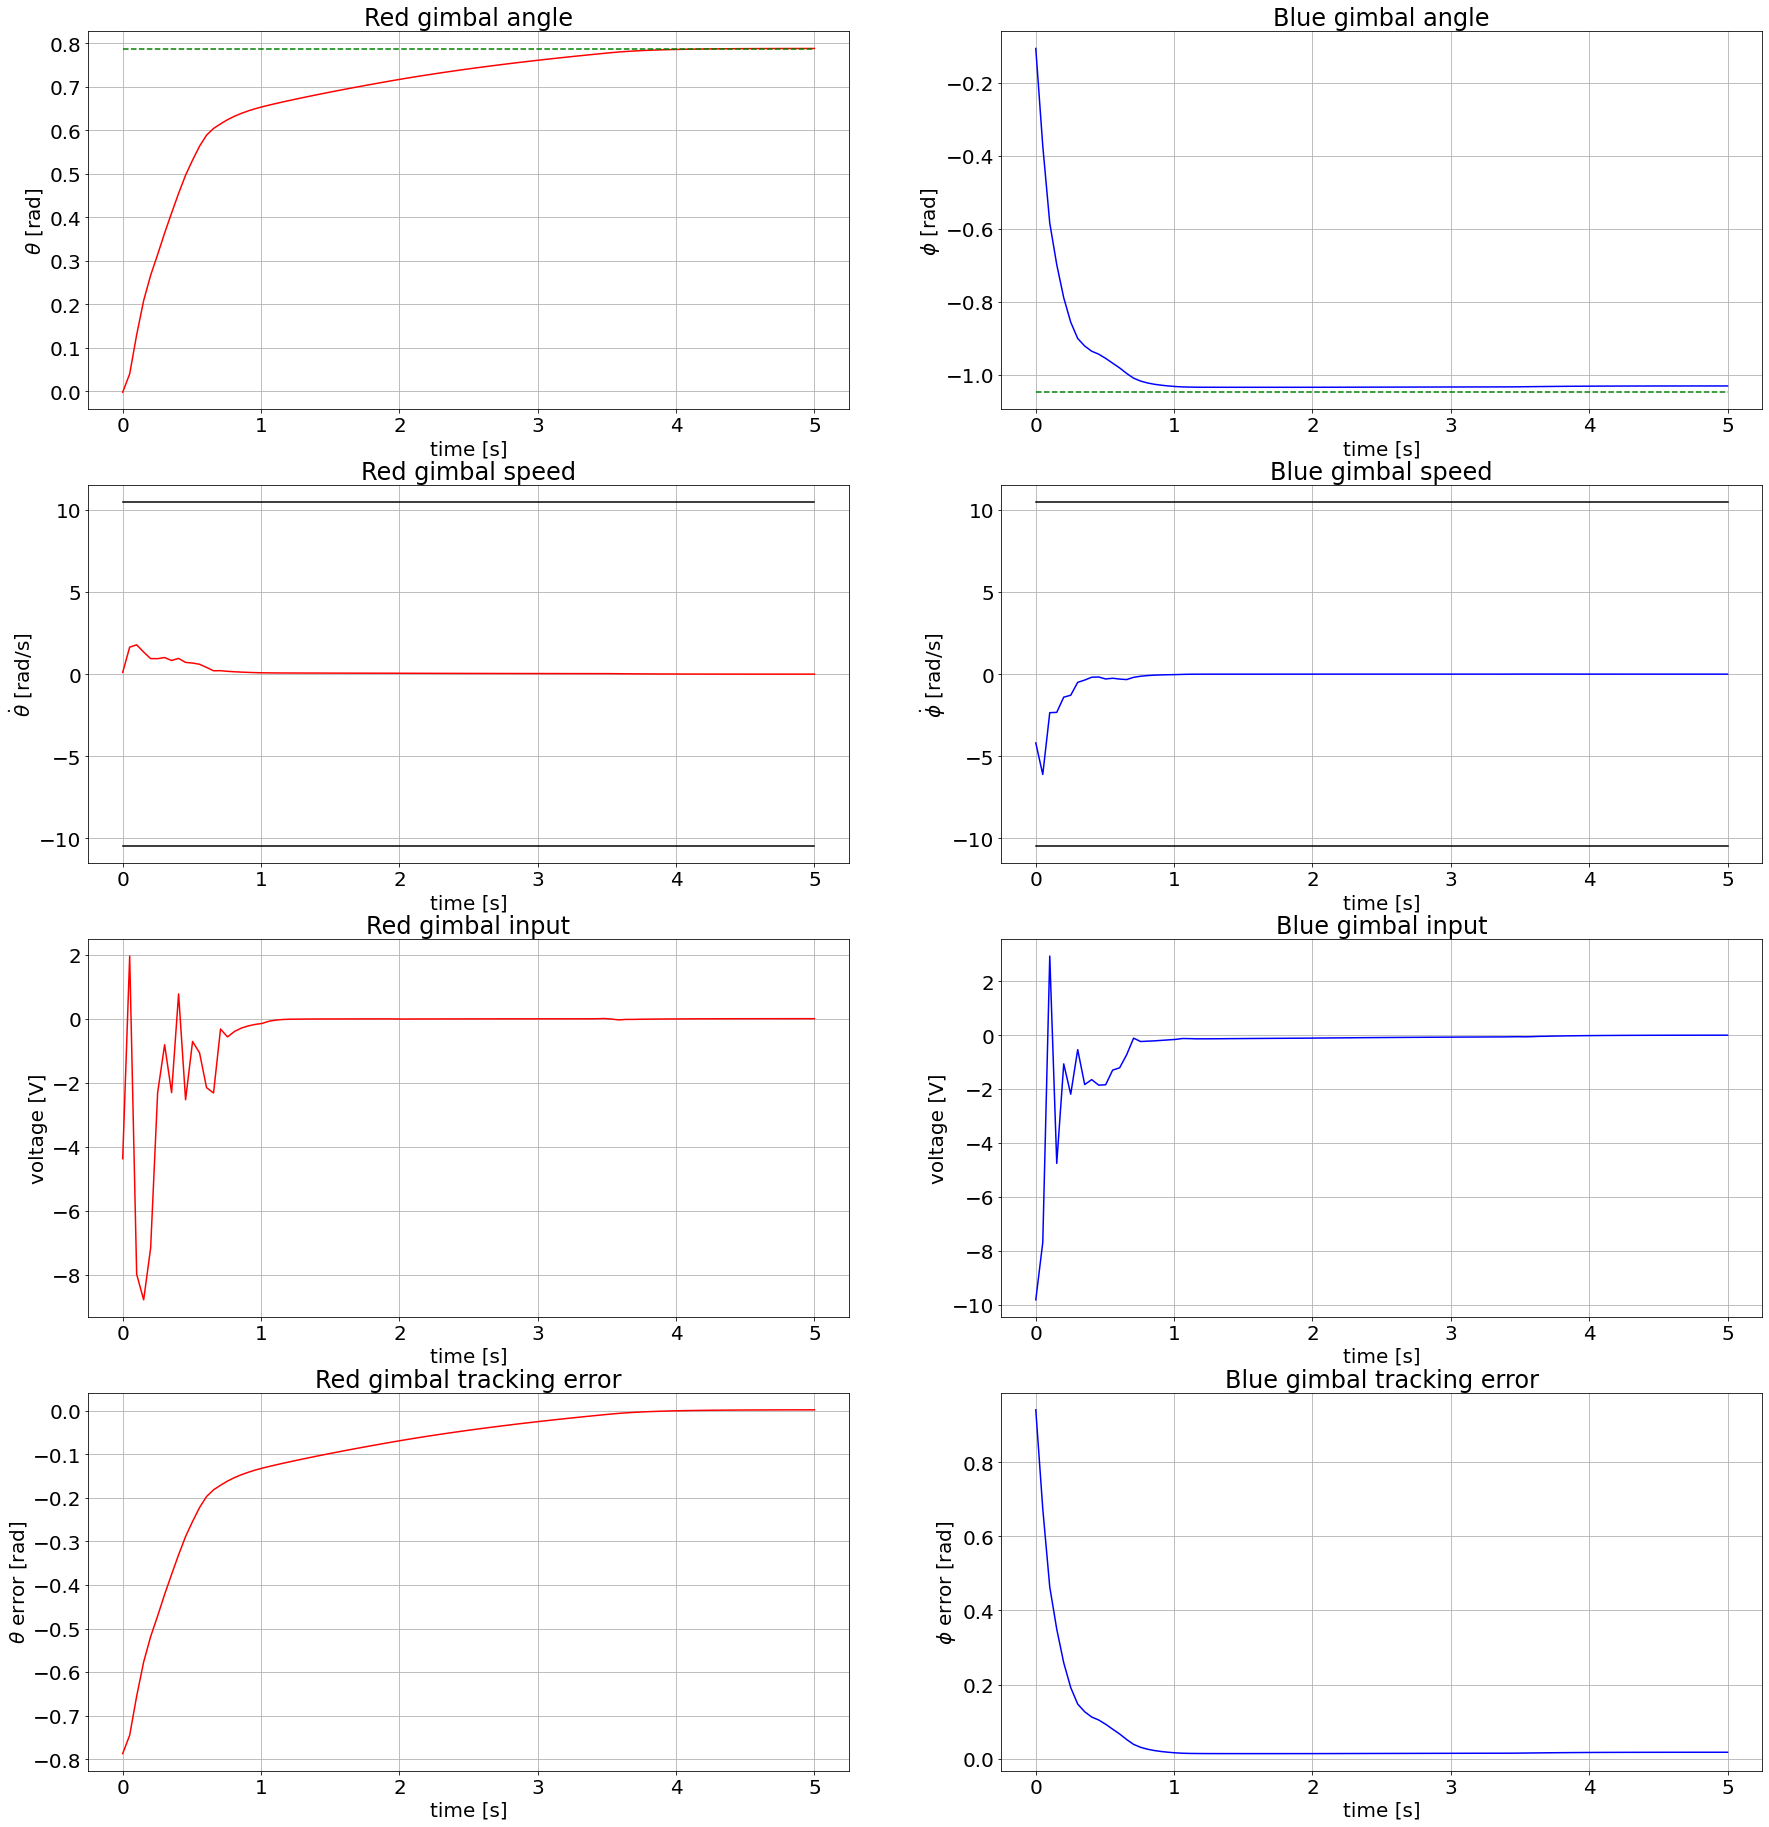 Red gimbal angle
0.8
0.7
0.6
0.5
0.4
0.3
0.2
0.1
0.0
θ [rad]
0 1 2 3 4 5
time [s]
Blue gimbal angle
−0.2
−0.4
−0.6
−0.8
−1.0
ϕ [rad]
0 1 2 3 4 5
time [s]
Red gimbal speed
10
5
0
−5
−10
θ̇ [rad/s]
0 1 2 3 4 5
time [s]
Blue gimbal speed
10
5
0
−5
−10
ϕ̇ [rad/s]
0 1 2 3 4 5
time [s]
Red gimbal input
2
0
−2
−4
−6
−8
voltage [V]
0 1 2 3 4 5
time [s]
Blue gimbal input
2
0
−2
−4
−6
−8
−10
voltage [V]
0 1 2 3 4 5
time [s]
Red gimbal tracking error
0.0
−0.1
−0.2
−0.3
−0.4
−0.5
−0.6
−0.7
−0.8
θ error [rad]
0 1 2 3 4 5
time [s]
Blue gimbal tracking error
0.8
0.6
0.4
0.2
0.0
ϕ error [rad]
0 1 2 3 4 5
time [s]